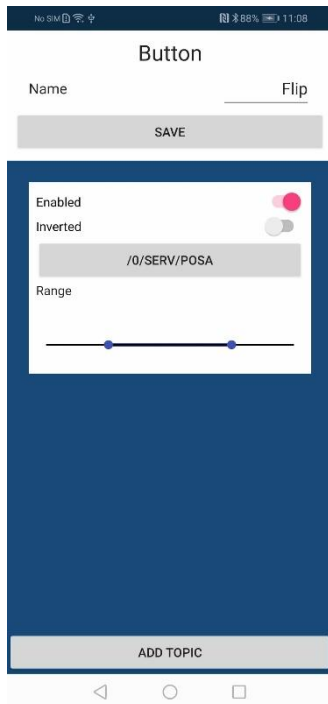 No SIM 88% 11:08
Button
Name Flip
SAVE
Enabled
Inverted
/0/SERV/POSA
Range
ADD TOPIC